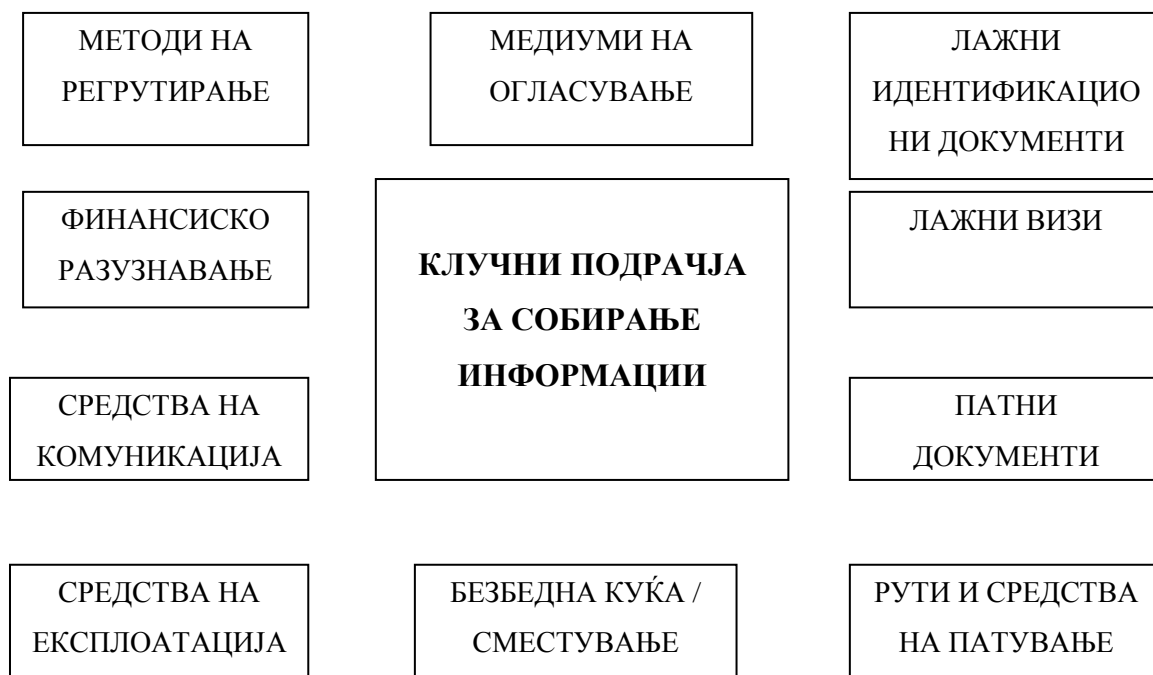 МЕТОДИ НА
РЕГРУТИРАЊЕ
МЕДИУМИ НА
ОГЛАСУВАЊЕ
ЛАЖНИ
ИДЕНТИФИКАЦИО
НИ ДОКУМЕНТИ
ФИНАНСИСКО
РАЗУЗНАВАЊЕ
КЛУЧНИ ПОДРАЧЈА
ЗА СОБИРАЊЕ
ИНФОРМАЦИИ
ЛАЖНИ ВИЗИ
СРЕДСТВА НА
КОМУНИКАЦИЈА
ПАТНИ
ДОКУМЕНТИ
СРЕДСТВА НА
ЕКСПЛОАТАЦИЈА
БЕЗБЕДНА КУЌА /
СМЕСТУВАЊЕ
РУТИ И СРЕДСТВА
НА ПАТУВАЊЕ